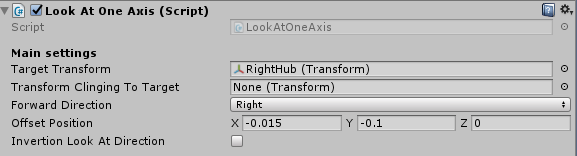 Look At One Axis (Script)
Script LookAtOneAxis
Main settings
Target Transform RightHub (Transform)
Transform Clinging To Target None (Transform)
Forward Direction Right
Offset Position X -0.015 Y -0.1 Z 0
Invertion Look At Direction